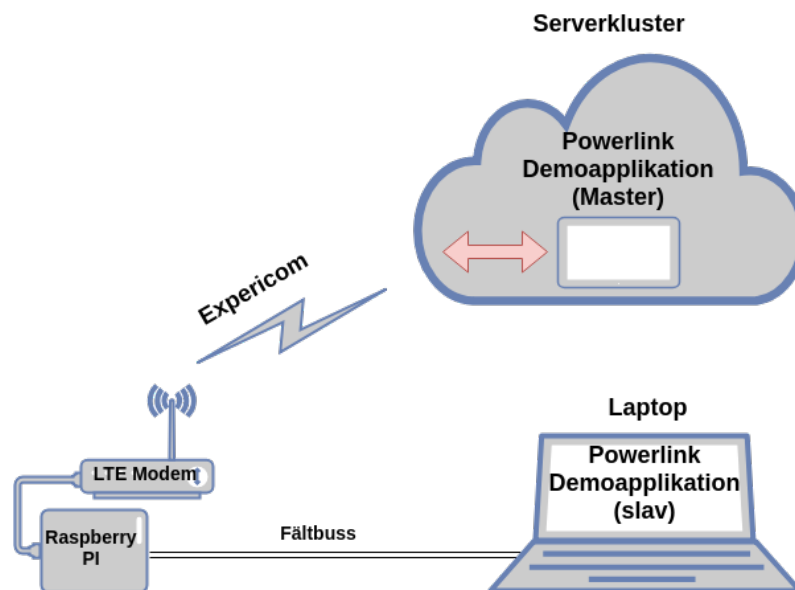 Serverkluster
Powerlink
Demoapplikation
(Master)
Expericom
Laptop
LTE Modem
Powerlink
Demoapplikation
(slav)
Raspberry
PI
Fältbuss